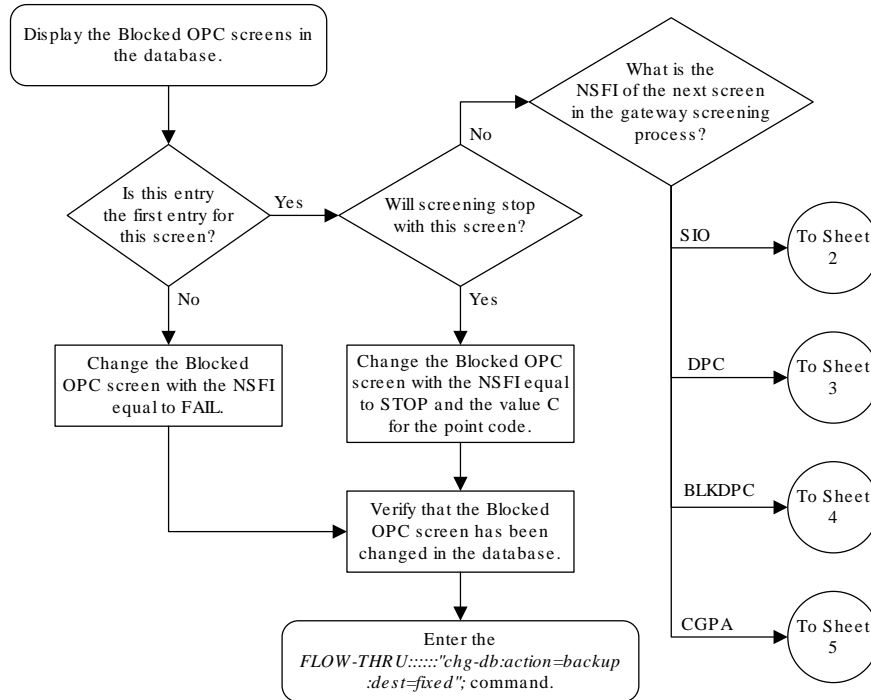 Display the Blocked OPC screens in
the database.
What is the
NSFI of the next screen
in the gateway screening
process?
No
Is this entry
the first entry for
this screen?
Yes
Will screening stop
with this screen?
SIO
To Sheet
2
No
Yes
Change the Blocked
OPC screen with the NSFI
equal to FAIL.
Change the Blocked OPC
screen with the NSFI equal
to STOP and the value C
for the point code.
DPC
To Sheet
3
BLKDPC
To Sheet
4
Verify that the Blocked
OPC screen has been
changed in the database.
CGPA
To Sheet
5
Enter the
FLOW-THRU::::::"chg-db:action=backup
:dest=fixed"; command.